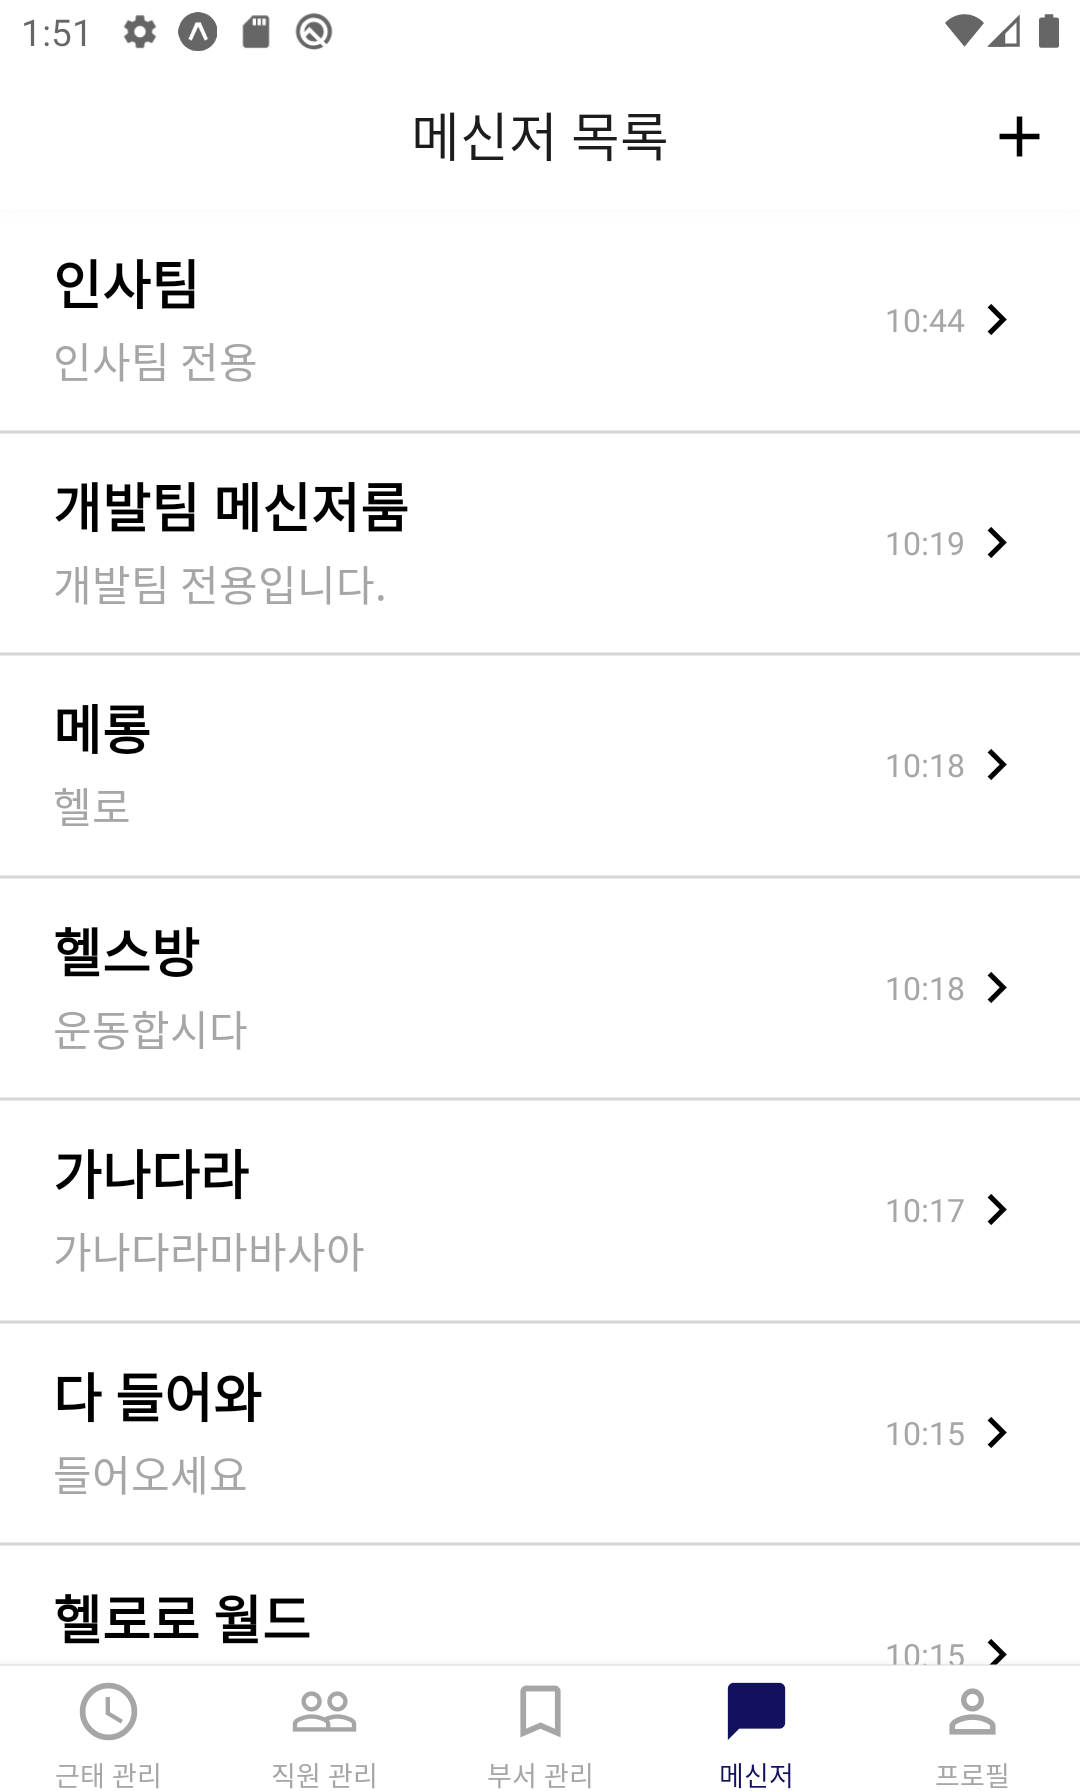 1:51
메신저 목록
인사팀
인사팀 전용
10:44
개발팀 메신저룸
개발팀 전용입니다.
10:19
메롱
헬로
10:18
헬스방
운동합시다
10:18
가나다라
가나다라마바사아
10:17
다 들어와
들어오세요
10:15
헬로로 월드
10:15
근태 관리
직원 관리
부서 관리
메신저
프로필